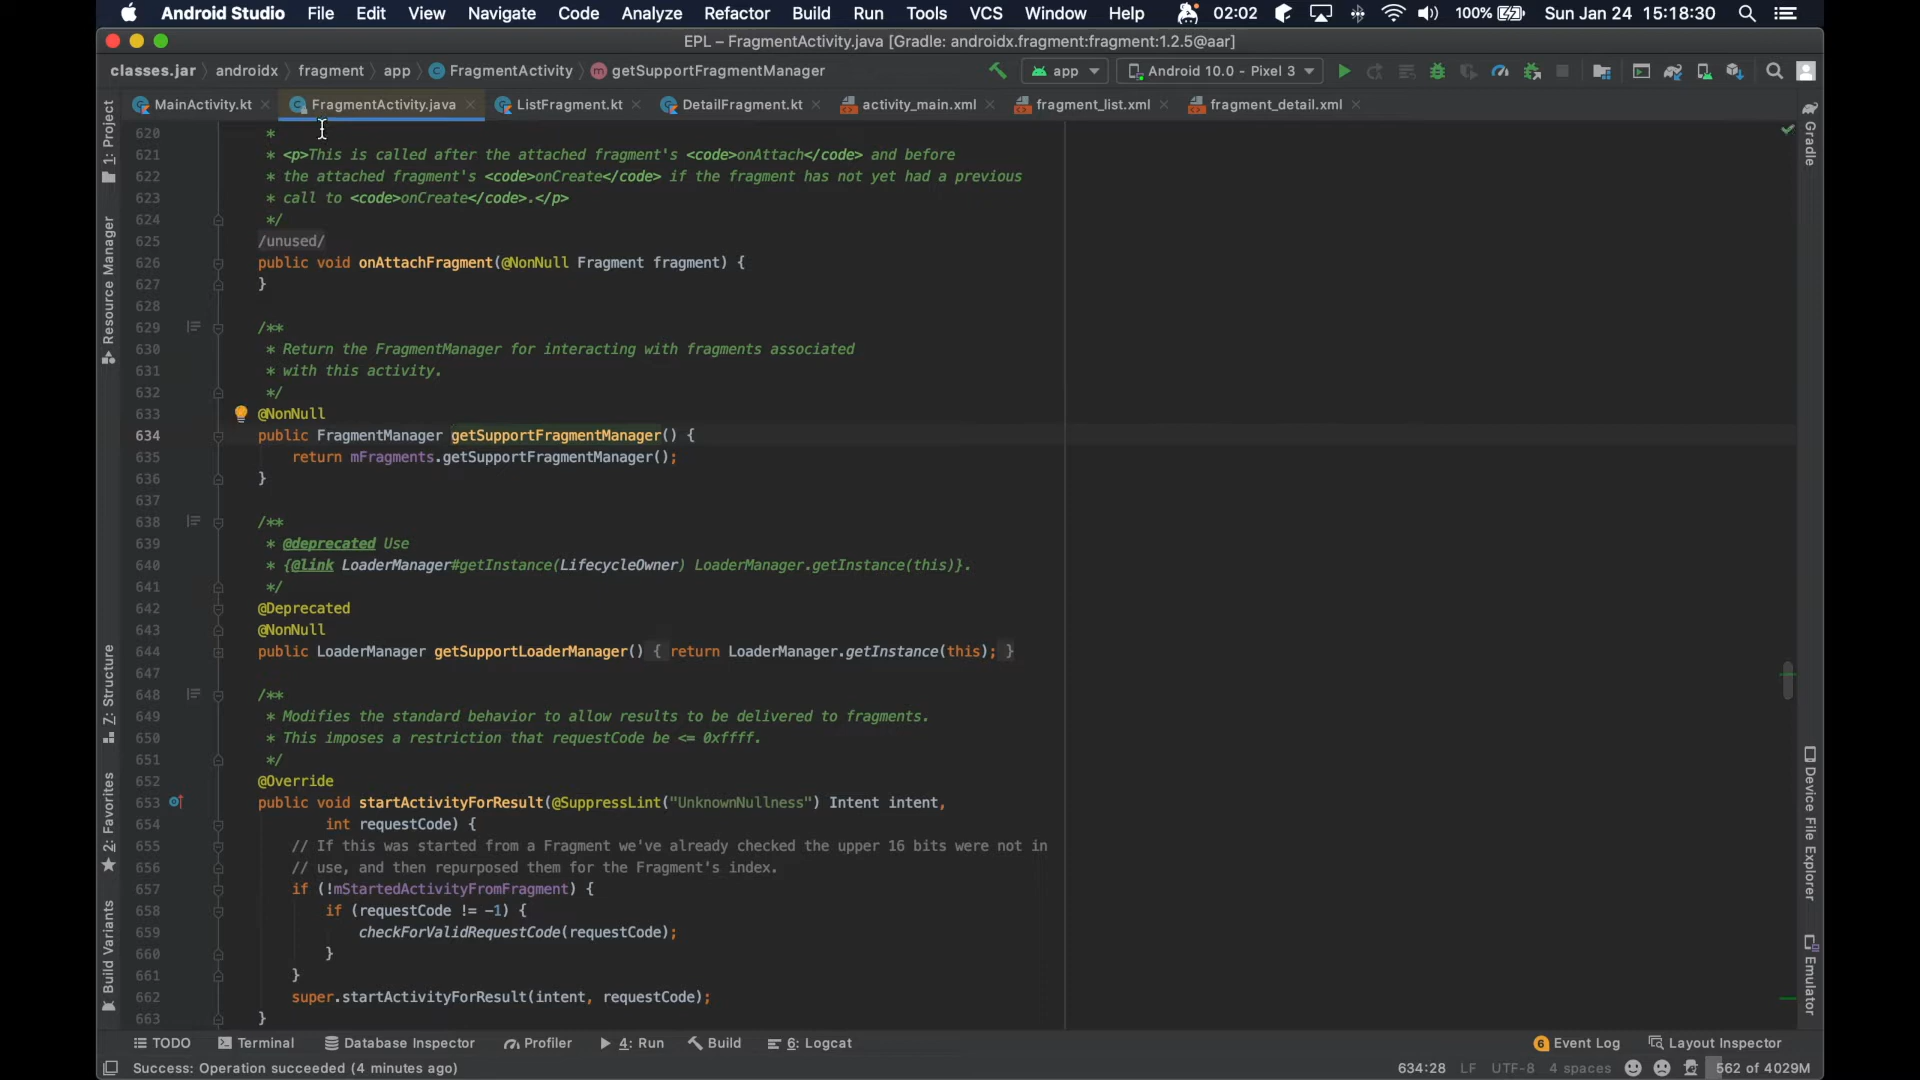 Android Studio File Edit View Navigate Code Analyze Refactor Build Run Tools VCS Window Help 02:02 100% Sun Jan 24 15:18:30
EPL – FragmentActivity.java [Gradle: androidx.fragment:fragment:1.2.5@aar]
classes.jar androidx fragment app FragmentActivity getSupportFragmentManager app Android 10.0 - Pixel 3
MainActivity.kt FragmentActivity.java ListFragment.kt DetailFragment.kt activity_main.xml fragment_list.xml fragment_detail.xml
1: Project
Resource Manager
Z: Structure
2: Favorites
Build Variants
620 *
621 * <p>This is called after the attached fragment's <code>onAttach</code> and before
622 * the attached fragment's <code>onCreate</code> if the fragment has not yet had a previous
623 * call to <code>onCreate</code>.</p>
624 */
625 /unused/
626 public void onAttachFragment(@NonNull Fragment fragment) {
627 }
628
629 /**
630 * Return the FragmentManager for interacting with fragments associated
631 * with this activity.
632 */
633 @NonNull
634 public FragmentManager getSupportFragmentManager() {
635 return mFragments.getSupportFragmentManager();
636 }
637
638 /**
639 * @deprecated Use
640 * {@link LoaderManager#getInstance(LifecycleOwner) LoaderManager.getInstance(this)}.
641 */
642 @Deprecated
643 @NonNull
644 public LoaderManager getSupportLoaderManager() { return LoaderManager.getInstance(this); }
647
648 /**
649 * Modifies the standard behavior to allow results to be delivered to fragments.
650 * This imposes a restriction that requestCode be <= 0xffff.
651 */
652 @Override
653 public void startActivityForResult(@SuppressLint("UnknownNullness") Intent intent,
654 int requestCode) {
655 // If this was started from a Fragment we've already checked the upper 16 bits were not in
656 // use, and then repurposed them for the Fragment's index.
657 if (!mStartedActivityFromFragment) {
658 if (requestCode != -1) {
659 checkForValidRequestCode(requestCode);
660 }
661 }
662 super.startActivityForResult(intent, requestCode);
663 }
Gradle
Device File Explorer
Emulator
TODO Terminal Database Inspector Profiler 4: Run Build 6: Logcat 6 Event Log Layout Inspector
Success: Operation succeeded (4 minutes ago) 634:28 LF UTF-8 4 spaces 562 of 4029M